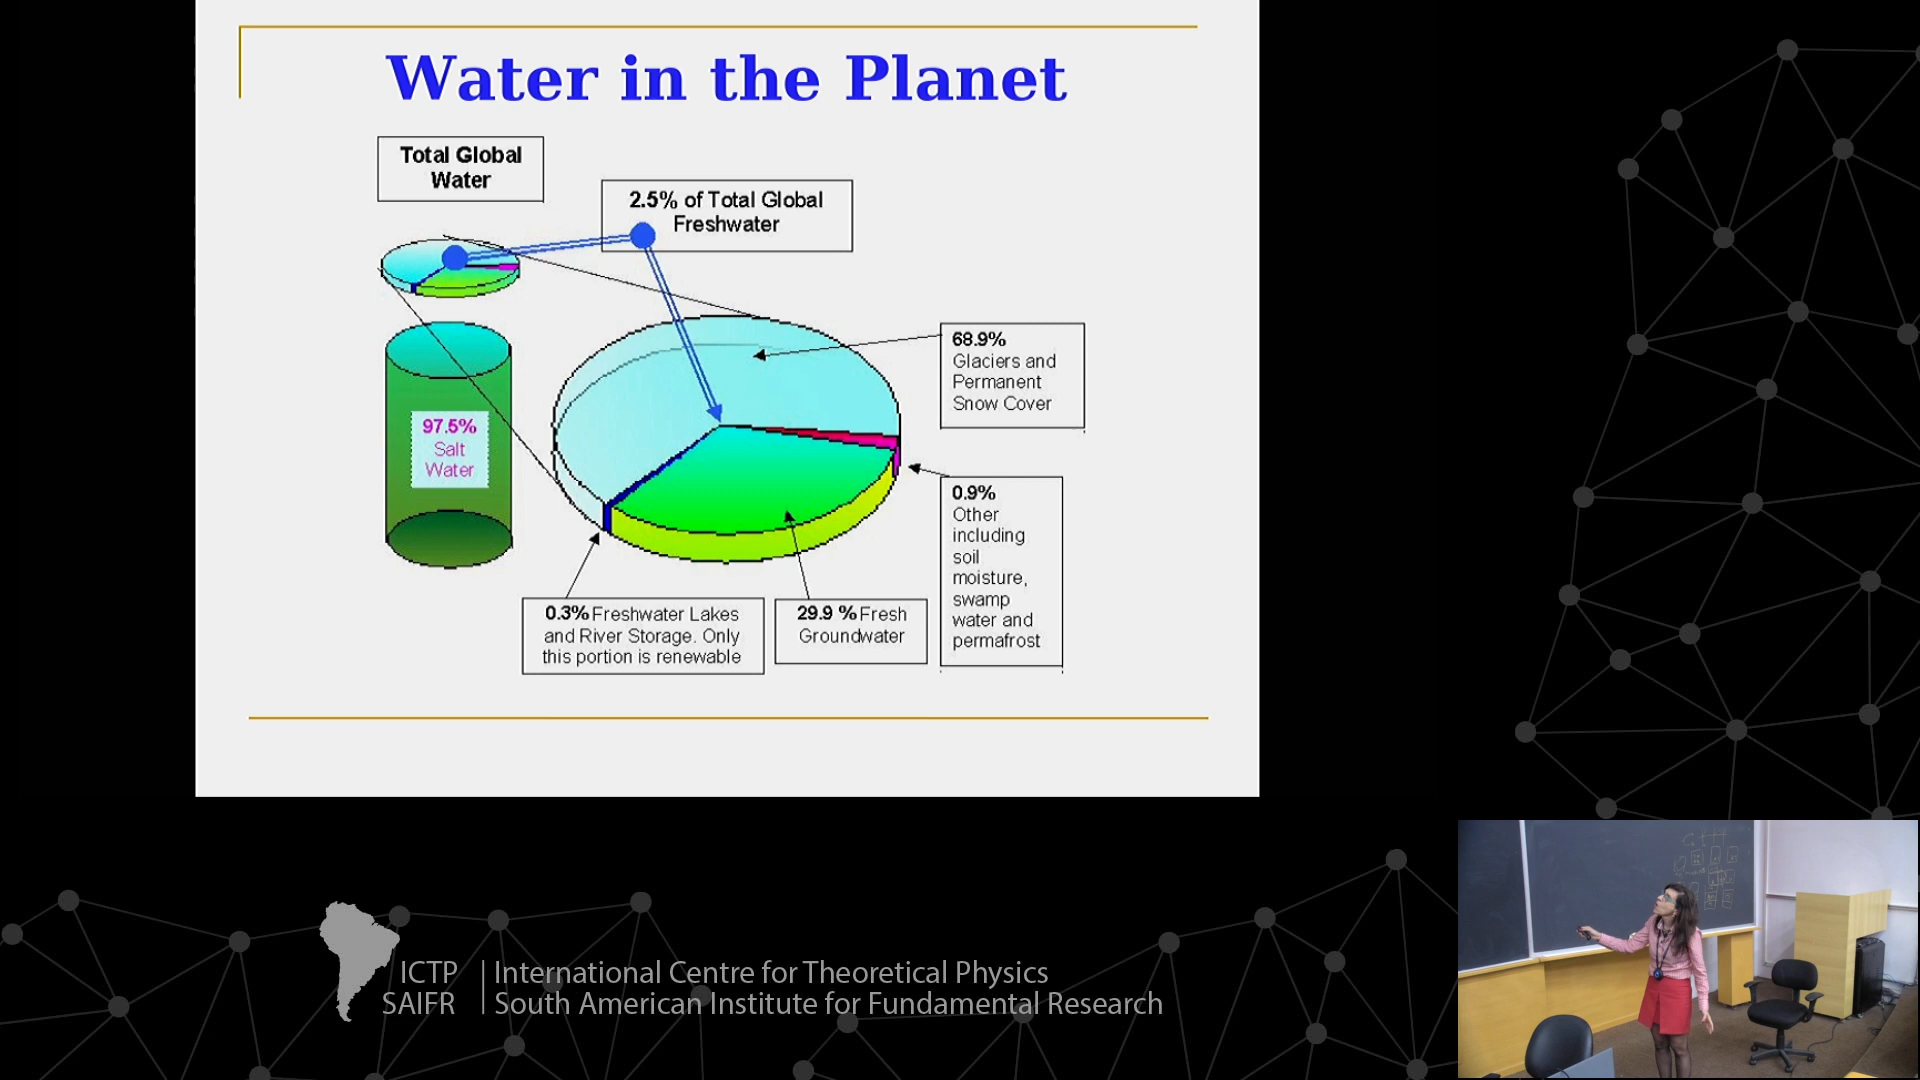 Water in the Planet
Total Global
Water
2.5% of Total Global
Freshwater
97.5%
Salt
Water
68.9%
Glaciers and
Permanent
Snow Cover
0.9%
Other
including
soil
moisture,
swamp
water and
permafrost
0.3% Freshwater Lakes
and River Storage. Only
this portion is renewable
29.9 % Fresh
Groundwater
ICTP
SAIFR
International Centre for Theoretical Physics
South American Institute for Fundamental Research